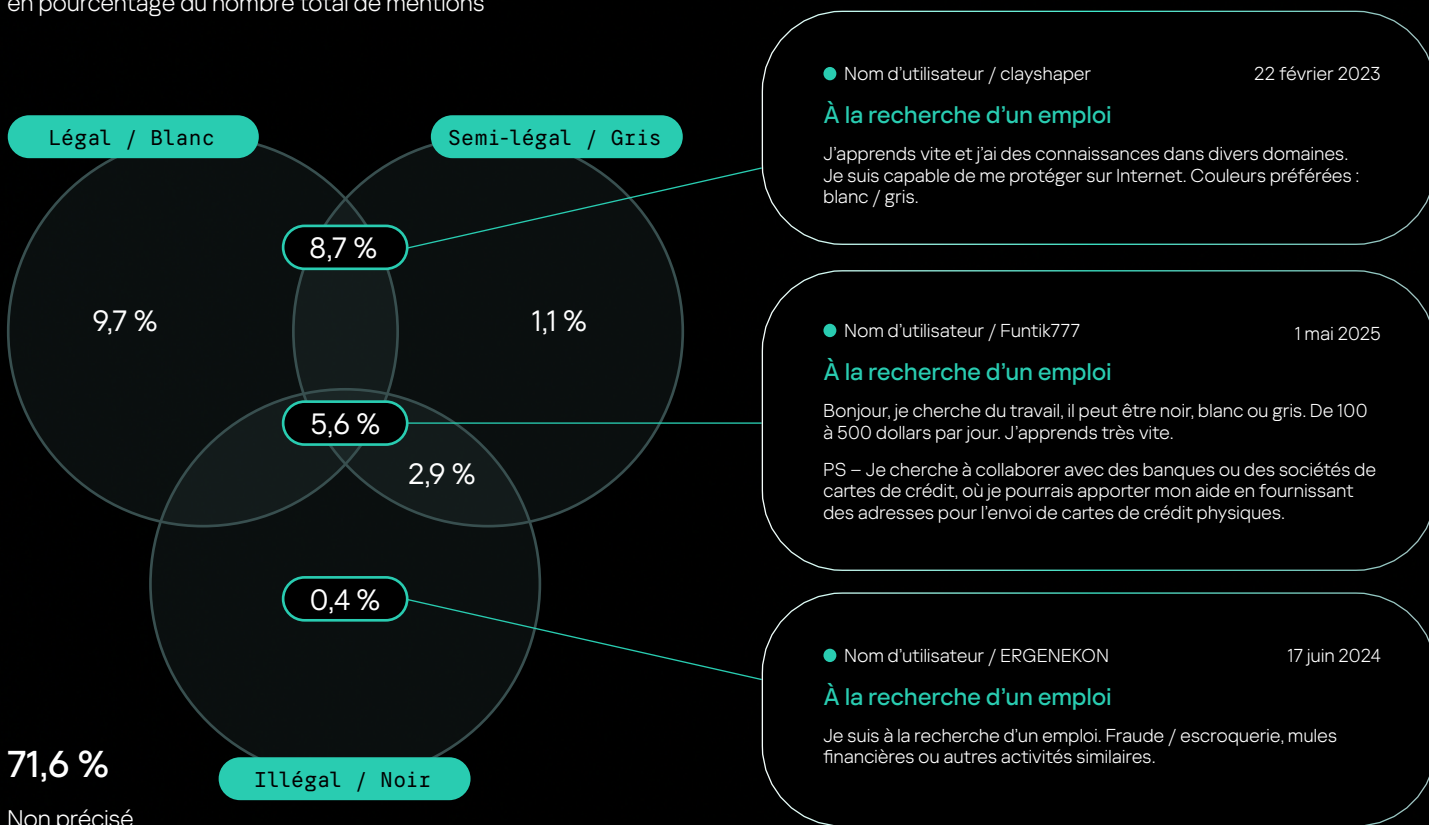 en pourcentage du nombre total de mentions
Légal / Blanc
Semi-légal / Gris
8,7 %
9,7 %
1,1 %
5,6 %
2,9 %
0,4 %
Illégal / Noir
71,6 %
Non précisé
Nom d'utilisateur / clayshaper
22 février 2023
À la recherche d'un emploi
J'apprends vite et j'ai des connaissances dans divers domaines.
Je suis capable de me protéger sur Internet. Couleurs préférées :
blanc / gris.
Nom d'utilisateur / Funtik777
1 mai 2025
À la recherche d'un emploi
Bonjour, je cherche du travail, il peut être noir, blanc ou gris. De 100
à 500 dollars par jour. J'apprends très vite.
PS – Je cherche à collaborer avec des banques ou des sociétés de
cartes de crédit, où je pourrais apporter mon aide en fournissant
des adresses pour l'envoi de cartes de crédit physiques.
Nom d'utilisateur / ERGENEKON
17 juin 2024
À la recherche d'un emploi
Je suis à la recherche d'un emploi. Fraude / escroquerie, mules
financières ou autres activités similaires.